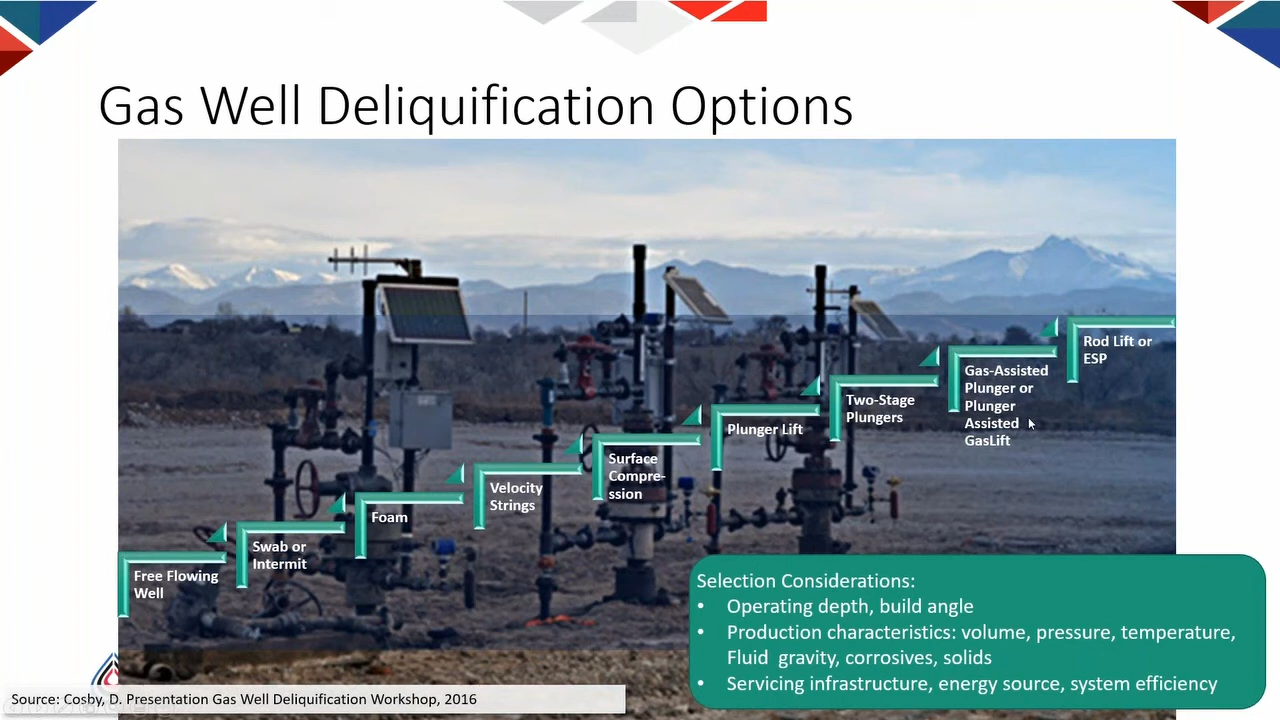 Gas Well Deliquification Options
Free Flowing
Well
Swab or
Intermit
Foam
Velocity
Strings
Surface
Compre-
ssion
Plunger Lift
Two-Stage
Plungers
Gas-Assisted
Plunger or
Plunger
Assisted
GasLift
Rod Lift or
ESP
Selection Considerations:
• Operating depth, build angle
• Production characteristics: volume, pressure, temperature,
Fluid gravity, corrosives, solids
• Servicing infrastructure, energy source, system efficiency
Source: Cosby, D. Presentation Gas Well Deliquification Workshop, 2016